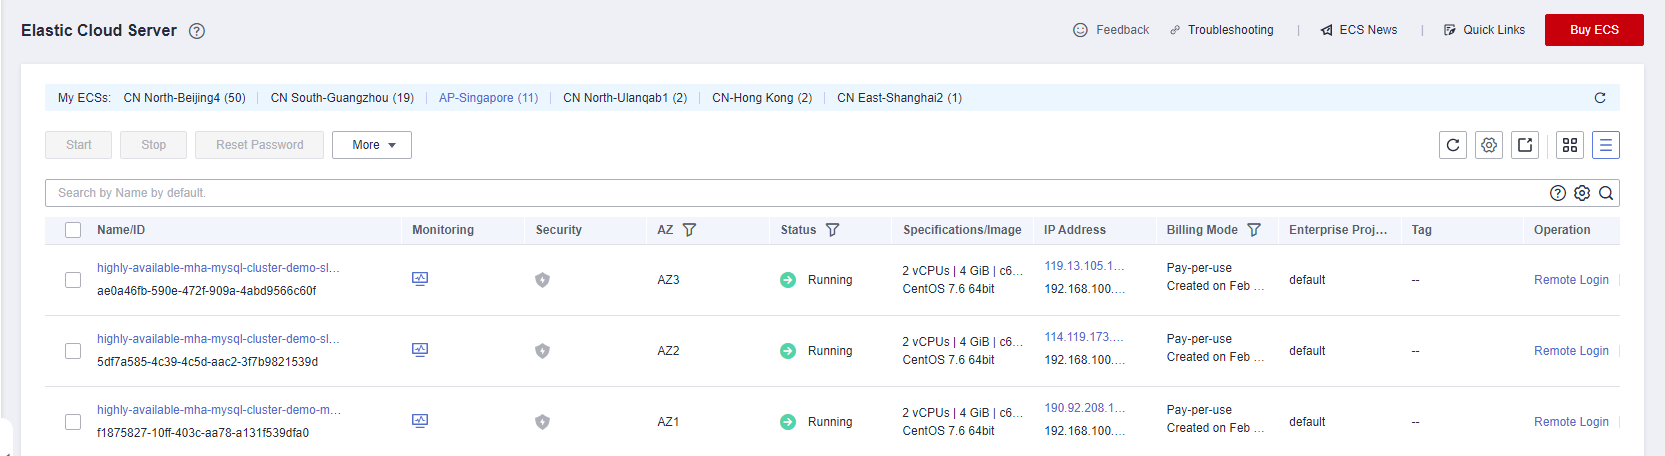 Elastic Cloud Server
Feedback Troubleshooting | ECS News | Quick Links Buy ECS
My ECSs: CN North-Beijing4 (50) | CN South-Guangzhou (19) | AP-Singapore (11) | CN North-Ulanqab1 (2) | CN-Hong Kong (2) | CN East-Shanghai2 (1)
Start Stop Reset Password More
Search by Name by default.
Name/ID Monitoring Security AZ Status Specifications/Image IP Address Billing Mode Enterprise Proj... Tag Operation
highly-available-mha-mysql-cluster-demo-sl... AZ3 Running 2 vCPUs | 4 GiB | c6... 119.13.105.1... Pay-per-use default -- Remote Login
ae0a46fb-590e-472f-909a-4abd9566c60f CentOS 7.6 64bit 192.168.100.... Created on Feb ...
highly-available-mha-mysql-cluster-demo-sl... AZ2 Running 2 vCPUs | 4 GiB | c6... 114.119.173.... Pay-per-use default -- Remote Login
5df7a585-4c39-4c5d-aac2-3f7b9821539d CentOS 7.6 64bit 192.168.100.... Created on Feb ...
highly-available-mha-mysql-cluster-demo-m... AZ1 Running 2 vCPUs | 4 GiB | c6... 190.92.208.1... Pay-per-use default -- Remote Login
f1875827-10ff-403c-aa78-a131f539dfa0 CentOS 7.6 64bit 192.168.100.... Created on Feb ...